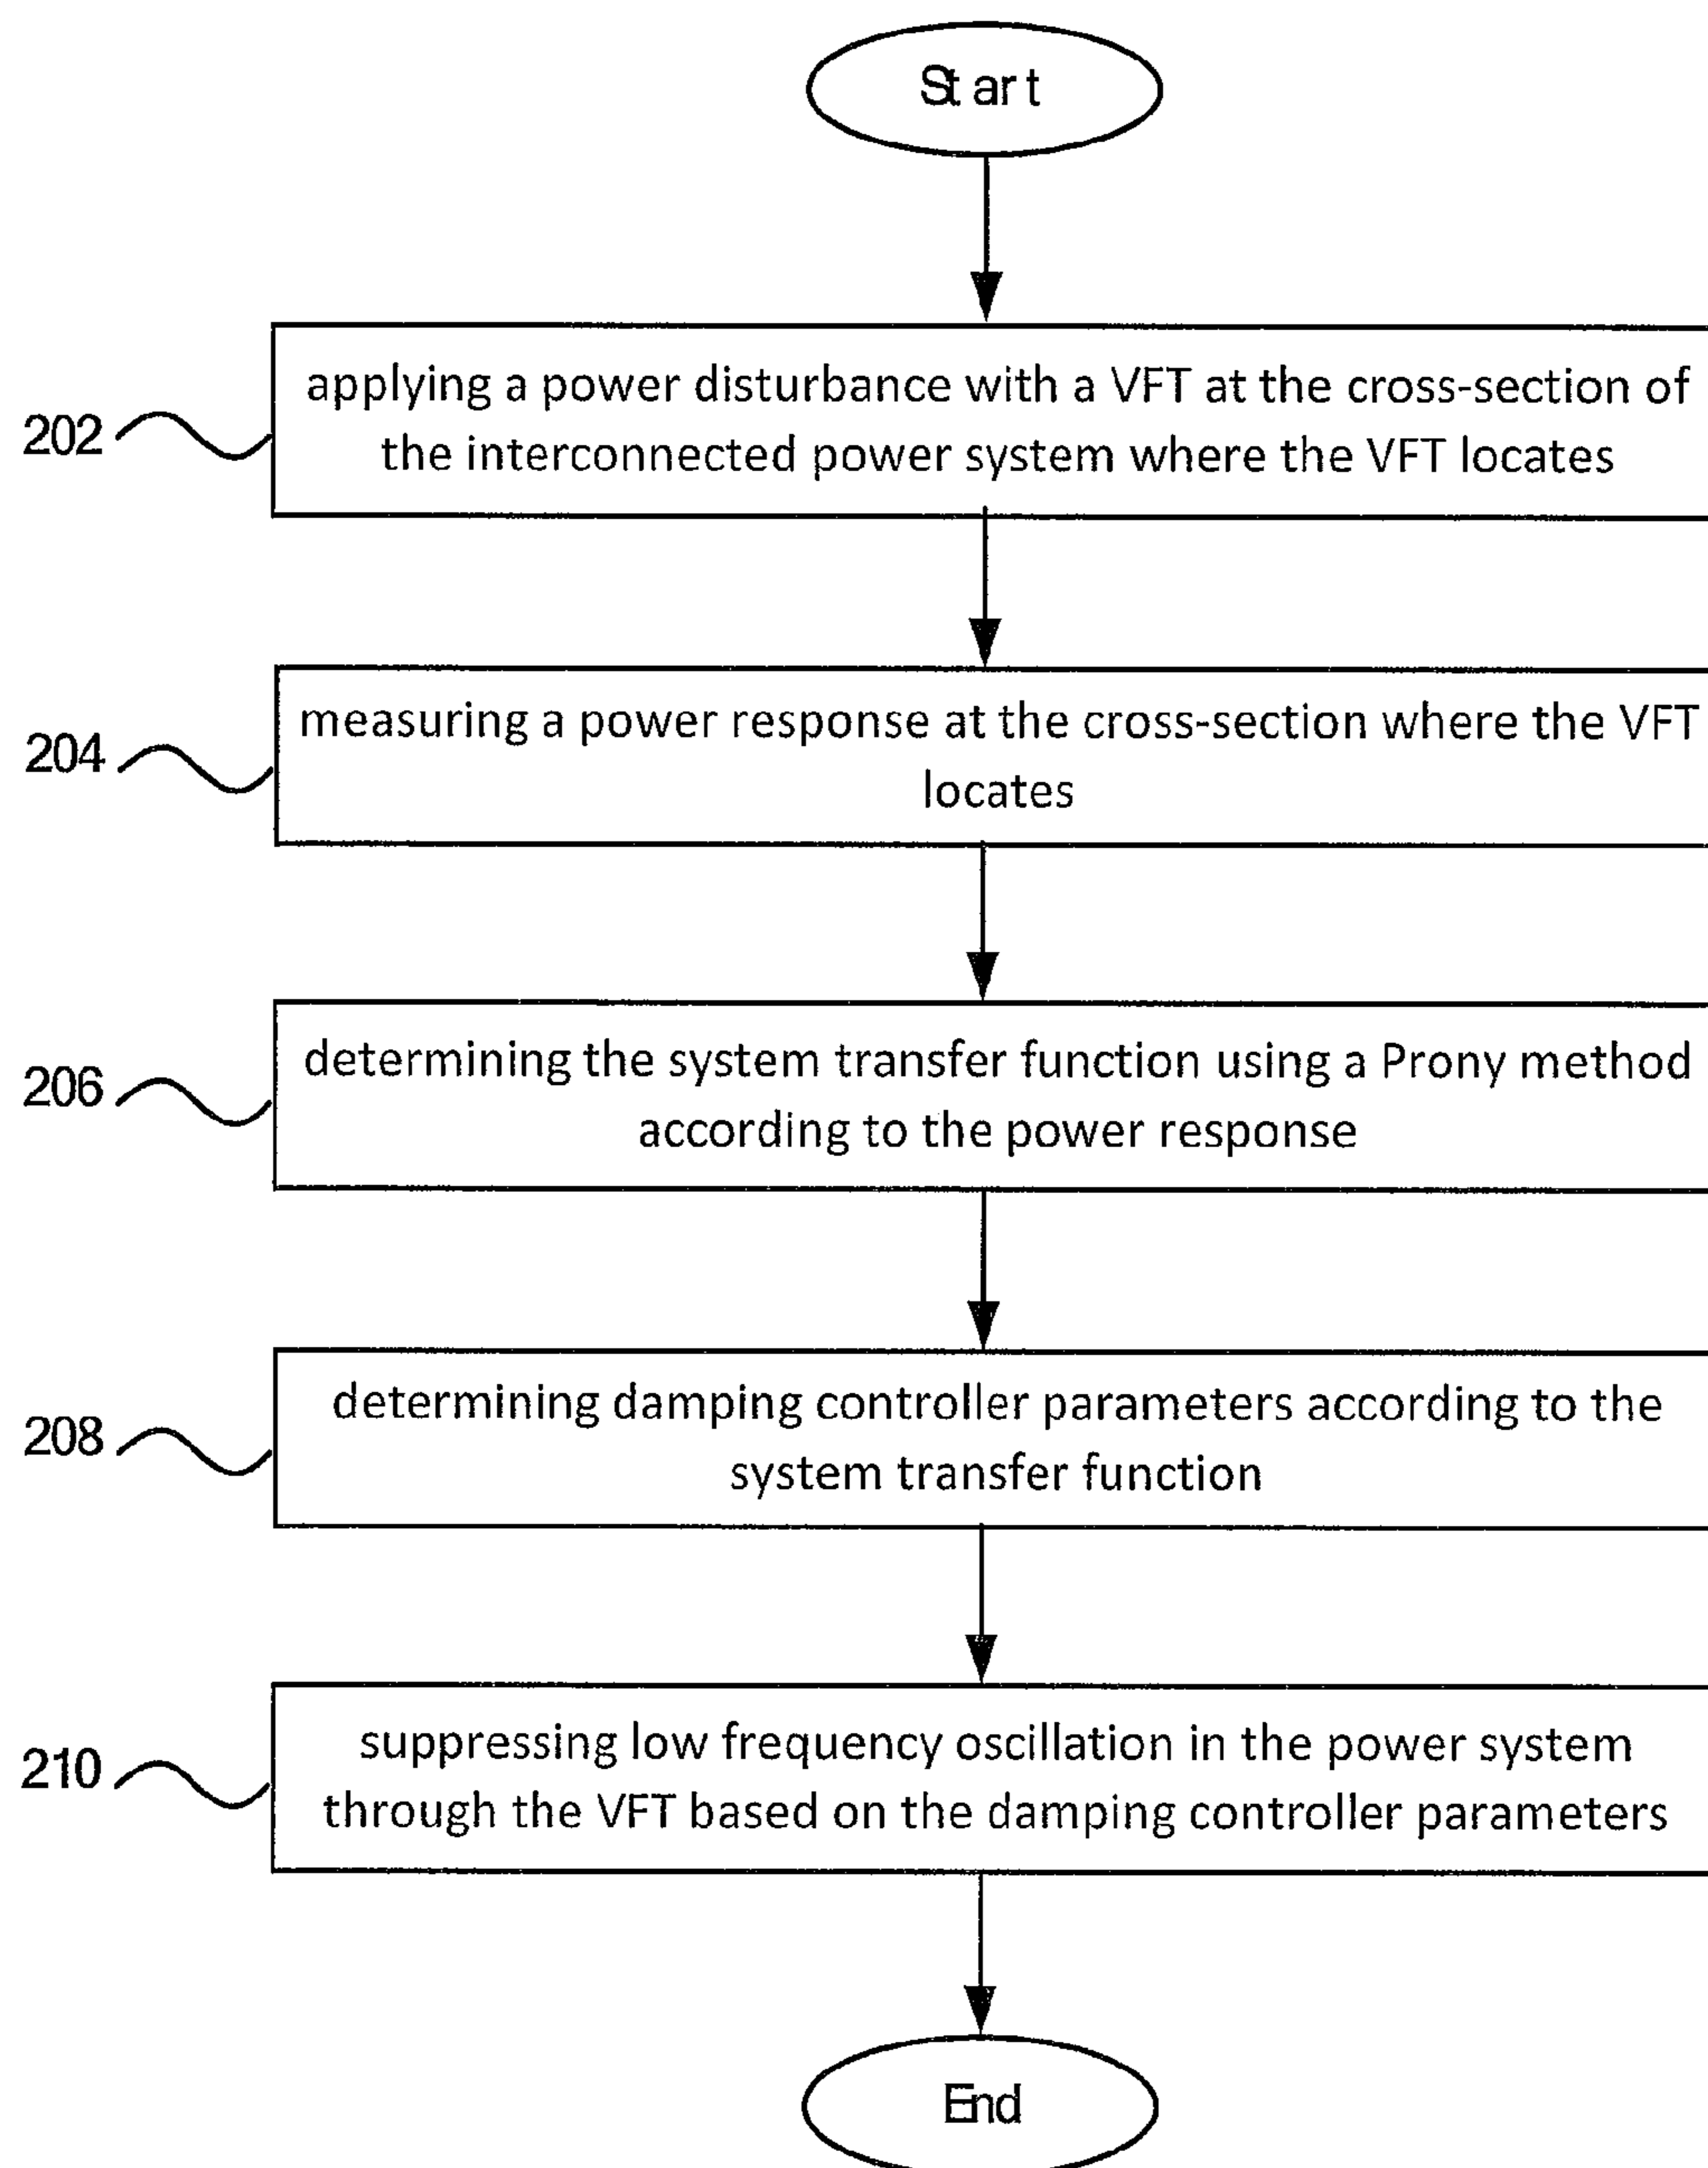 Start
202
applying a power disturbance with a VFT at the cross-section of
the interconnected power system where the VFT locates
204
measuring a power response at the cross-section where the VFT
locates
206
determining the system transfer function using a Prony method
according to the power response
208
determining damping controller parameters according to the
system transfer function
210
suppressing low frequency oscillation in the power system
through the VFT based on the damping controller parameters
End